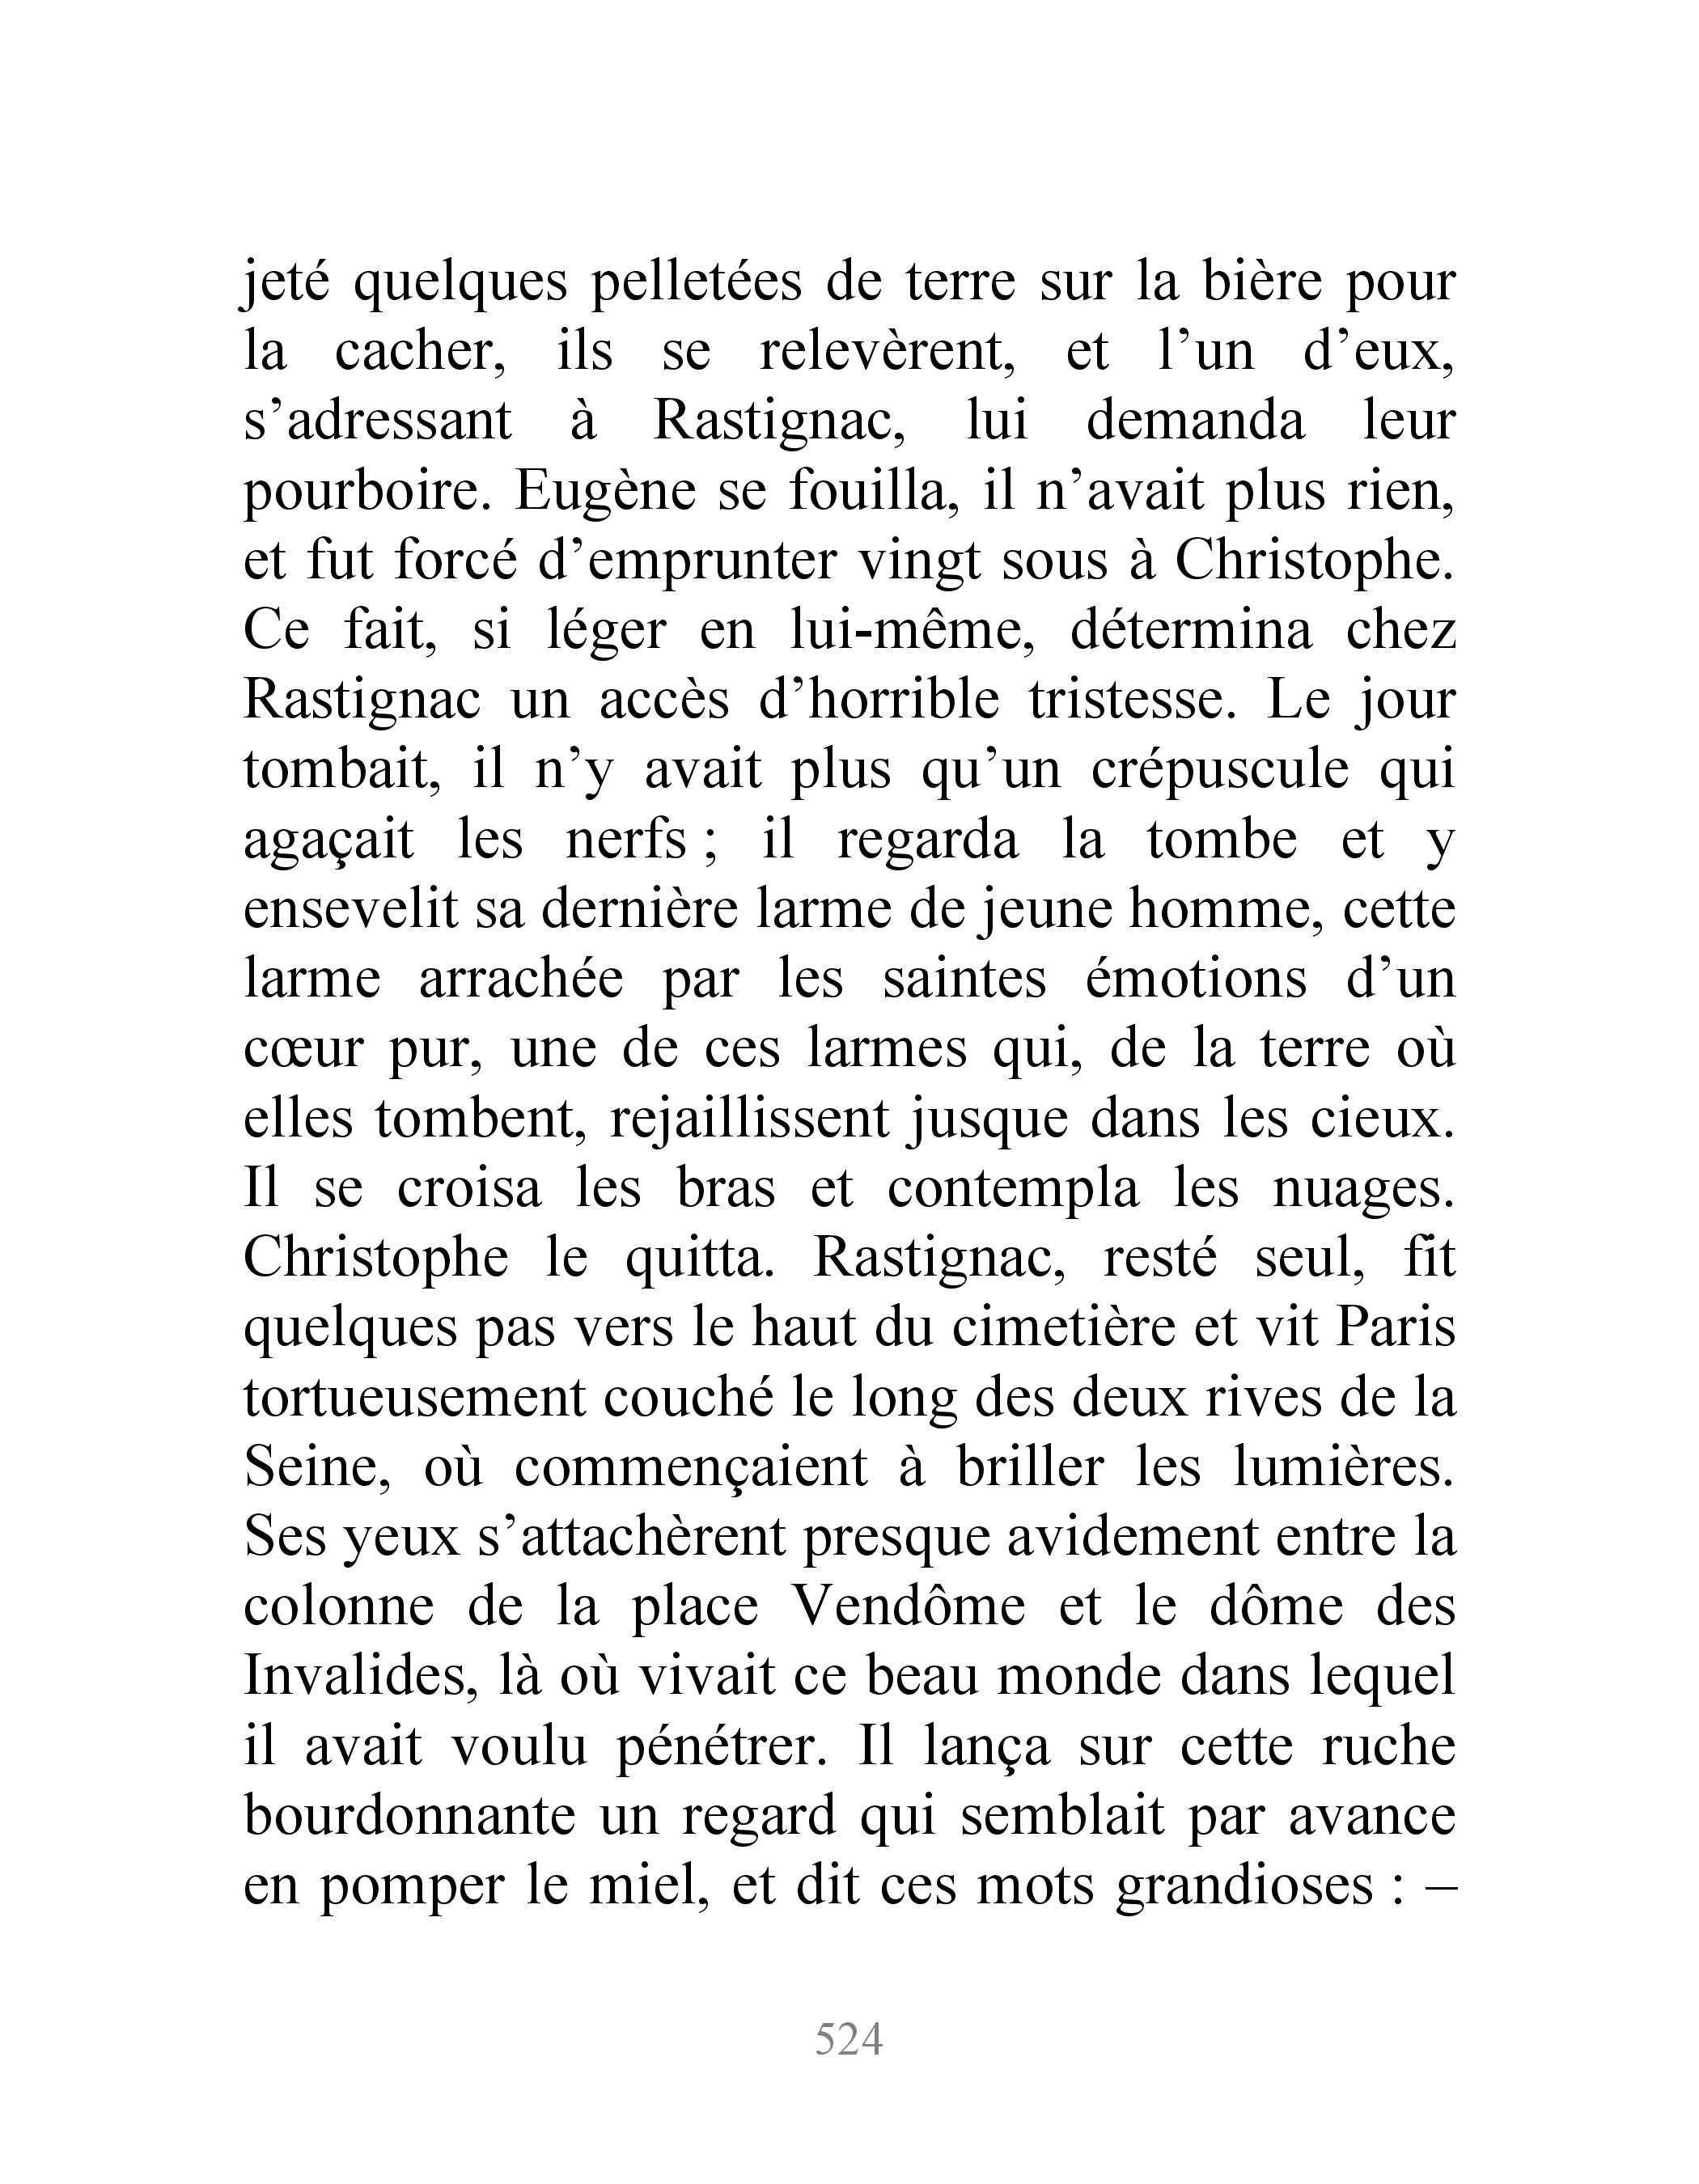 jeté quelques pelletées de terre sur la bière pour
la cacher, ils se relevèrent, et l’un d’eux,
s’adressant à Rastignac, lui demanda leur
pourboire. Eugène se fouilla, il n’avait plus rien,
et fut forcé d’emprunter vingt sous à Christophe.
Ce fait, si léger en lui-même, détermina chez
Rastignac un accès d’horrible tristesse. Le jour
tombait, il n’y avait plus qu’un crépuscule qui
agaçait les nerfs ; il regarda la tombe et y
ensevelit sa dernière larme de jeune homme, cette
larme arrachée par les saintes émotions d’un
cœur pur, une de ces larmes qui, de la terre où
elles tombent, rejaillissent jusque dans les cieux.
Il se croisa les bras et contempla les nuages.
Christophe le quitta. Rastignac, resté seul, fit
quelques pas vers le haut du cimetière et vit Paris
tortueusement couché le long des deux rives de la
Seine, où commençaient à briller les lumières.
Ses yeux s’attachèrent presque avidement entre la
colonne de la place Vendôme et le dôme des
Invalides, là où vivait ce beau monde dans lequel
il avait voulu pénétrer. Il lança sur cette ruche
bourdonnante un regard qui semblait par avance
en pomper le miel, et dit ces mots grandioses : –
524